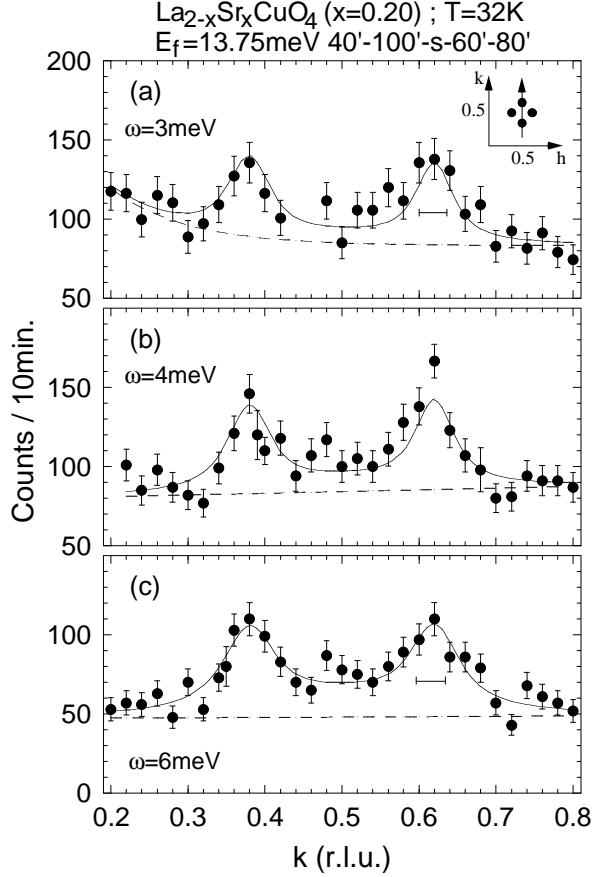 La2-xSrxCuO4 (x=0.20) ; T=32K
Ef=13.75meV 40'-100'-s-60'-80'
200
(a)
ω=3meV
k
0.5
0.5
h
150
100
50
(b)
ω=4meV
150
100
50
Counts / 10min.
(c)
ω=6meV
100
50
0
0.2 0.3 0.4 0.5 0.6 0.7 0.8
k (r.l.u.)